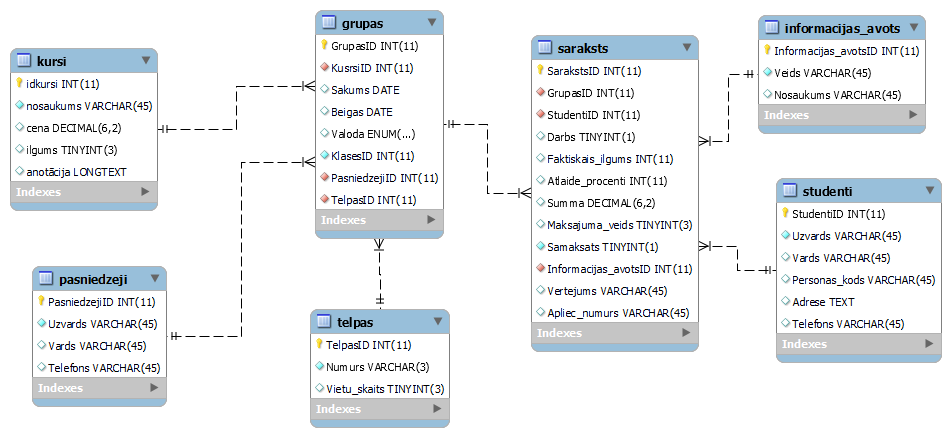 kursi
idkursi INT(11)
nosaukums VARCHAR(45)
cena DECIMAL(6,2)
ilgums TINYINT(3)
anotācija LONGTEXT
Indexes
pasniedzeji
PasniedzejiID INT(11)
Uzvards VARCHAR(45)
Vards VARCHAR(45)
Telefons VARCHAR(45)
Indexes
grupas
GrupasID INT(11)
KusrsiID INT(11)
Sakums DATE
Beigas DATE
Valoda ENUM(...)
KlasesID INT(11)
PasniedzejiID INT(11)
TelpasID INT(11)
Indexes
telpas
TelpasID INT(11)
Numurs VARCHAR(3)
Vietu_skaits TINYINT(3)
Indexes
saraksts
SarakstsID INT(11)
GrupasID INT(11)
StudentiID INT(11)
Darbs TINYINT(1)
Faktiskais_ilgums INT(11)
Atlaide_procenti INT(11)
Summa DECIMAL(6,2)
Maksajuma_veids TINYINT(3)
Samaksats TINYINT(1)
Informacijas_avotsID INT(11)
Vertejums VARCHAR(45)
Apliec_numurs VARCHAR(45)
Indexes
informacijas_avots
Informacijas_avotsID INT(11)
Veids VARCHAR(45)
Nosaukums VARCHAR(45)
Indexes
studenti
StudentiID INT(11)
Uzvards VARCHAR(45)
Vards VARCHAR(45)
Personas_kods VARCHAR(45)
Adrese TEXT
Telefons VARCHAR(45)
Indexes